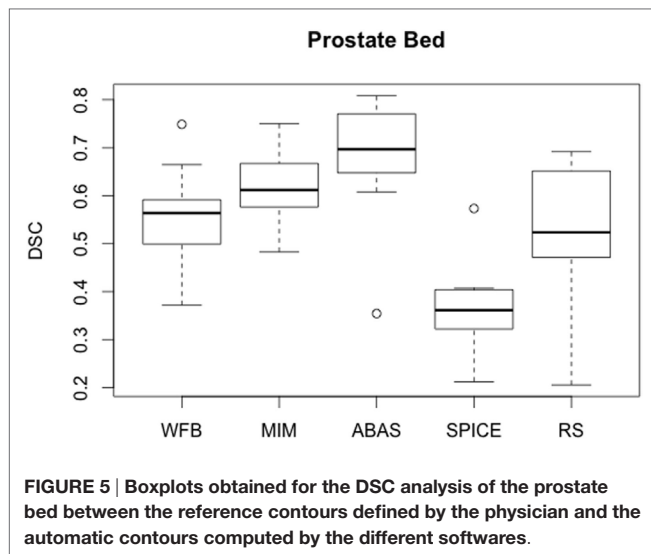 Prostate Bed
DSC
0.8
0.7
0.6
0.5
0.4
0.3
0.2
WFB MIM ABAS SPICE RS
FIGURE 5 | Boxplots obtained for the DSC analysis of the prostate
bed between the reference contours defined by the physician and the
automatic contours computed by the different softwares.